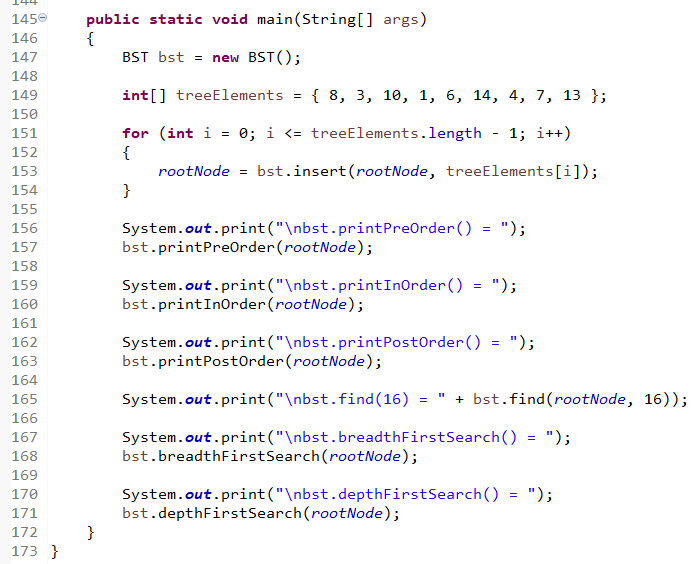 144
145 public static void main(String[] args)
146 {
147 BST bst = new BST();
148
149 int[] treeElements = { 8, 3, 10, 1, 6, 14, 4, 7, 13 };
150
151 for (int i = 0; i <= treeElements.length - 1; i++)
152 {
153 rootNode = bst.insert(rootNode, treeElements[i]);
154 }
155
156 System.out.print("\nbst.printPreOrder() = ");
157 bst.printPreOrder(rootNode);
158
159 System.out.print("\nbst.printInOrder() = ");
160 bst.printInOrder(rootNode);
161
162 System.out.print("\nbst.printPostOrder() = ");
163 bst.printPostOrder(rootNode);
164
165 System.out.print("\nbst.find(16) = " + bst.find(rootNode, 16));
166
167 System.out.print("\nbst.breadthFirstSearch() = ");
168 bst.breadthFirstSearch(rootNode);
169
170 System.out.print("\nbst.depthFirstSearch() = ");
171 bst.depthFirstSearch(rootNode);
172 }
173 }